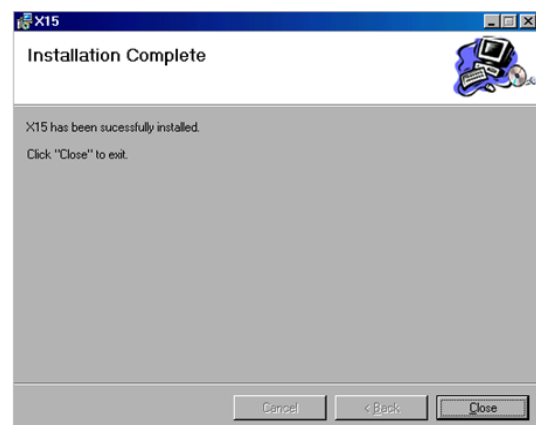 X15
Installation Complete
X15 has been sucessfully installed.
Click "Close" to exit.
Cancel
< Back
Close